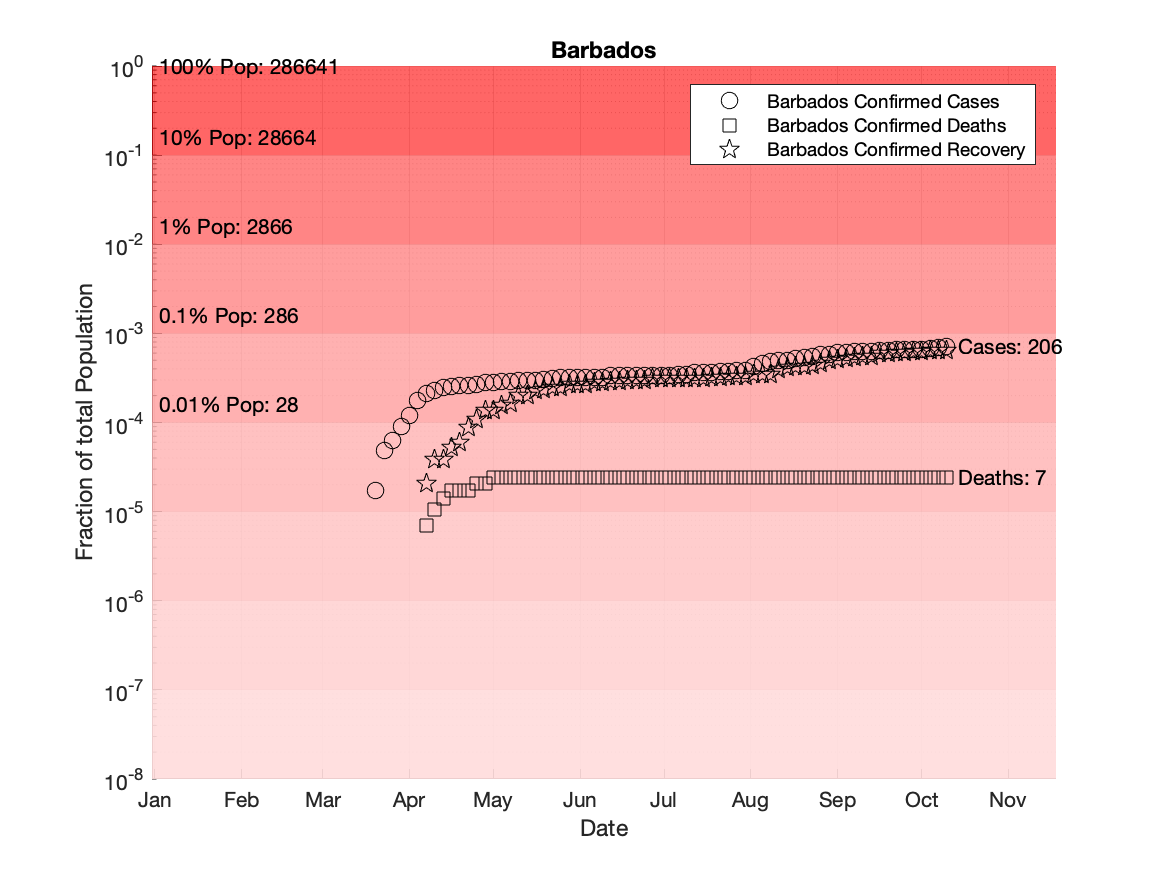 Barbados
10^0
100% Pop: 286641
Barbados Confirmed Cases
Barbados Confirmed Deaths
Barbados Confirmed Recovery
10% Pop: 28664
10^-1
1% Pop: 2866
10^-2
0.1% Pop: 286
10^-3
Cases: 206
0.01% Pop: 28
10^-4
Deaths: 7
10^-5
10^-6
10^-7
10^-8
Fraction of total Population
Jan Feb Mar Apr May Jun Jul Aug Sep Oct Nov
Date